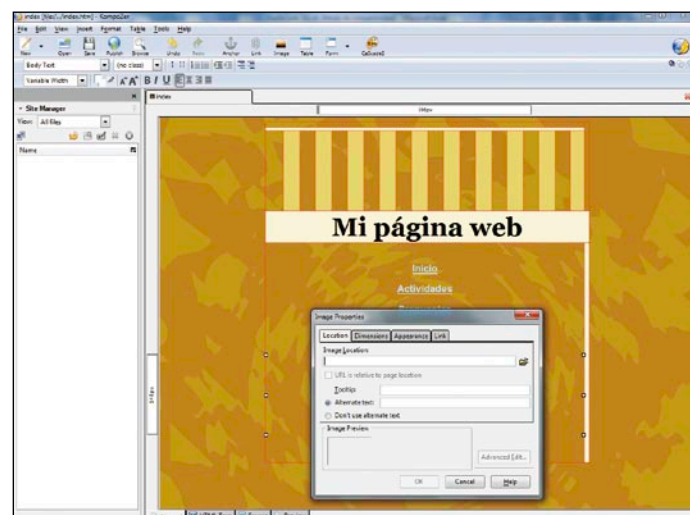 index [file:/.../index.htm] - KompoZer
File Edit View Insert Format Table Tools Help
New Open Save Publish Browse Undo Redo Anchor Link Image Table Form CaScadeS
Body Text (no class)
Variable Width B I U
index
Site Manager
View: All files
Name
Mi página web
Inicio
Actividades
Image Properties
Location Dimensions Appearance Link
Image Location:
URL is relative to page location
Tooltip:
Alternate text:
Don't use alternate text
Image Preview
Advanced Edit...
OK Cancel Help